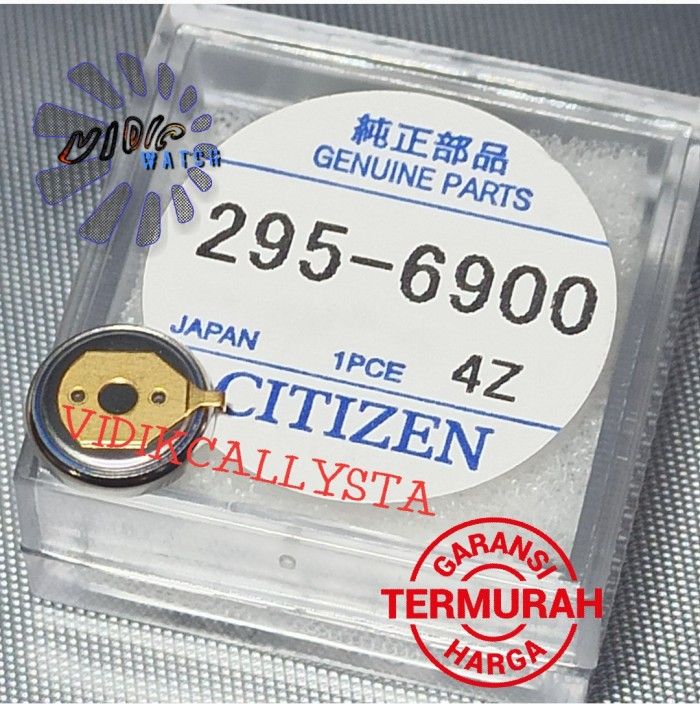 VIDIC
WATCH
純正部品
GENUINE PARTS
295-6900
JAPAN
1PCE
4Z
CITIZEN
VIDIKCALLYSTA
GARANSI
TERMURAH
HARGA